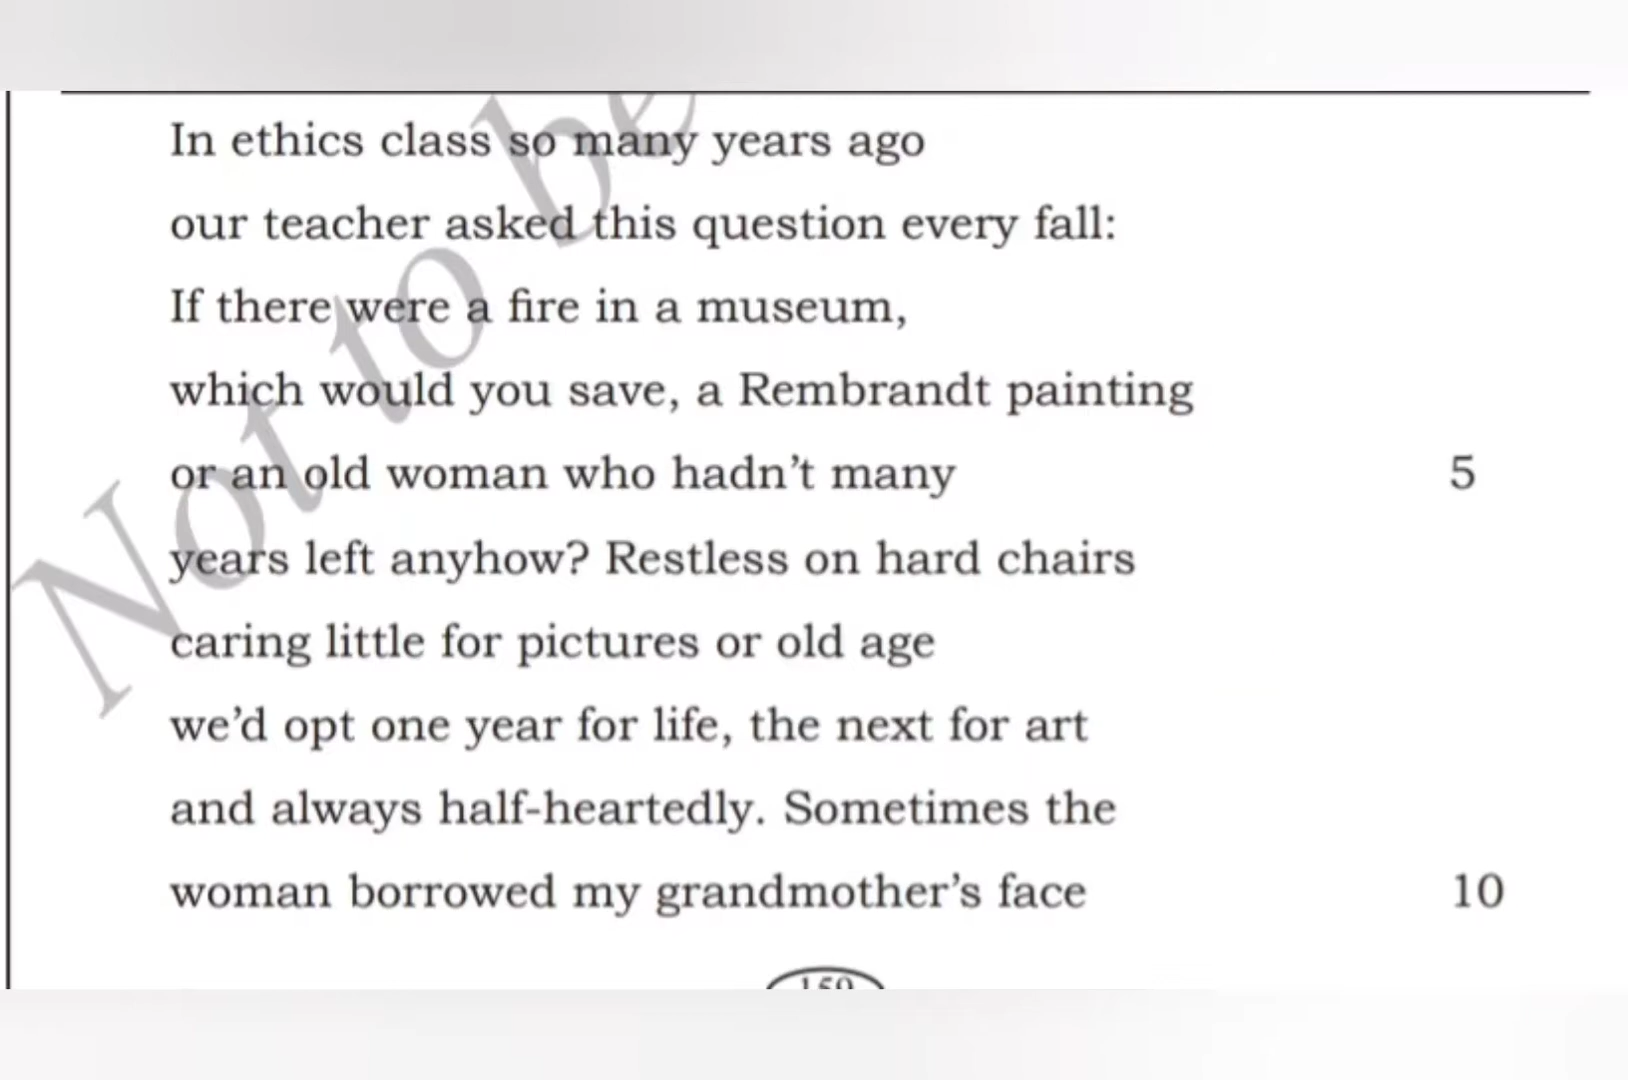 In ethics class so many years ago
our teacher asked this question every fall:
If there were a fire in a museum,
which would you save, a Rembrandt painting
or an old woman who hadn't many 5
years left anyhow? Restless on hard chairs
caring little for pictures or old age
we'd opt one year for life, the next for art
and always half-heartedly. Sometimes the
woman borrowed my grandmother's face 10
Not to be